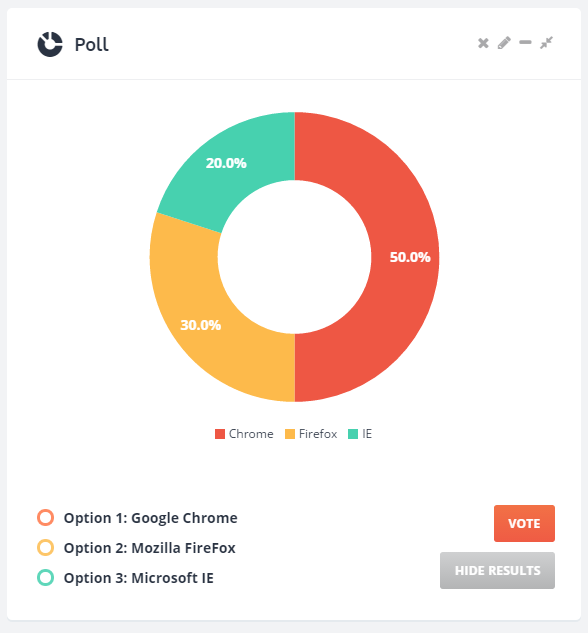 Poll
20.0%
50.0%
30.0%
Chrome Firefox IE
Option 1: Google Chrome
Option 2: Mozilla FireFox
Option 3: Microsoft IE
VOTE
HIDE RESULTS